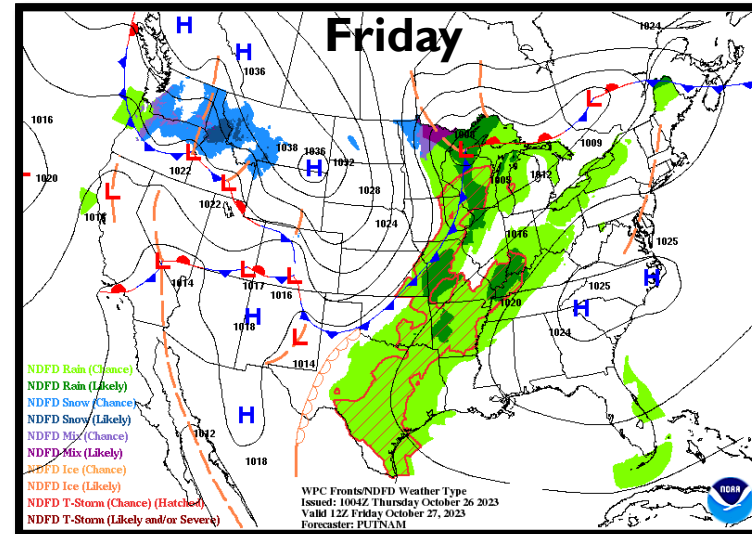 Friday
H
H
1024
1036
1016
L
1008
1009
1038
1036
H
1032
L
L
1022
1009
1012
1020
L
L
1028
1022
1016
1024
1016
1025
L
1014
L
1017
L
1016
1025
H
H
1020
H
1018
1024
L
1014
H
1012
1018
NDFD Rain (Chance)
NDFD Rain (Likely)
NDFD Snow (Chance)
NDFD Snow (Likely)
NDFD Mix (Chance)
NDFD Mix (Likely)
NDFD Ice (Chance)
NDFD Ice (Likely)
NDFD T-Storm (Chance) (Hatched)
NDFD T-Storm (Likely and/or Severe)
WPC Fronts/NDFD Weather Type
Issued: 1004Z Thursday October 26 2023
Valid 12Z Friday October 27, 2023
Forecaster: PUTNAM
NOAA